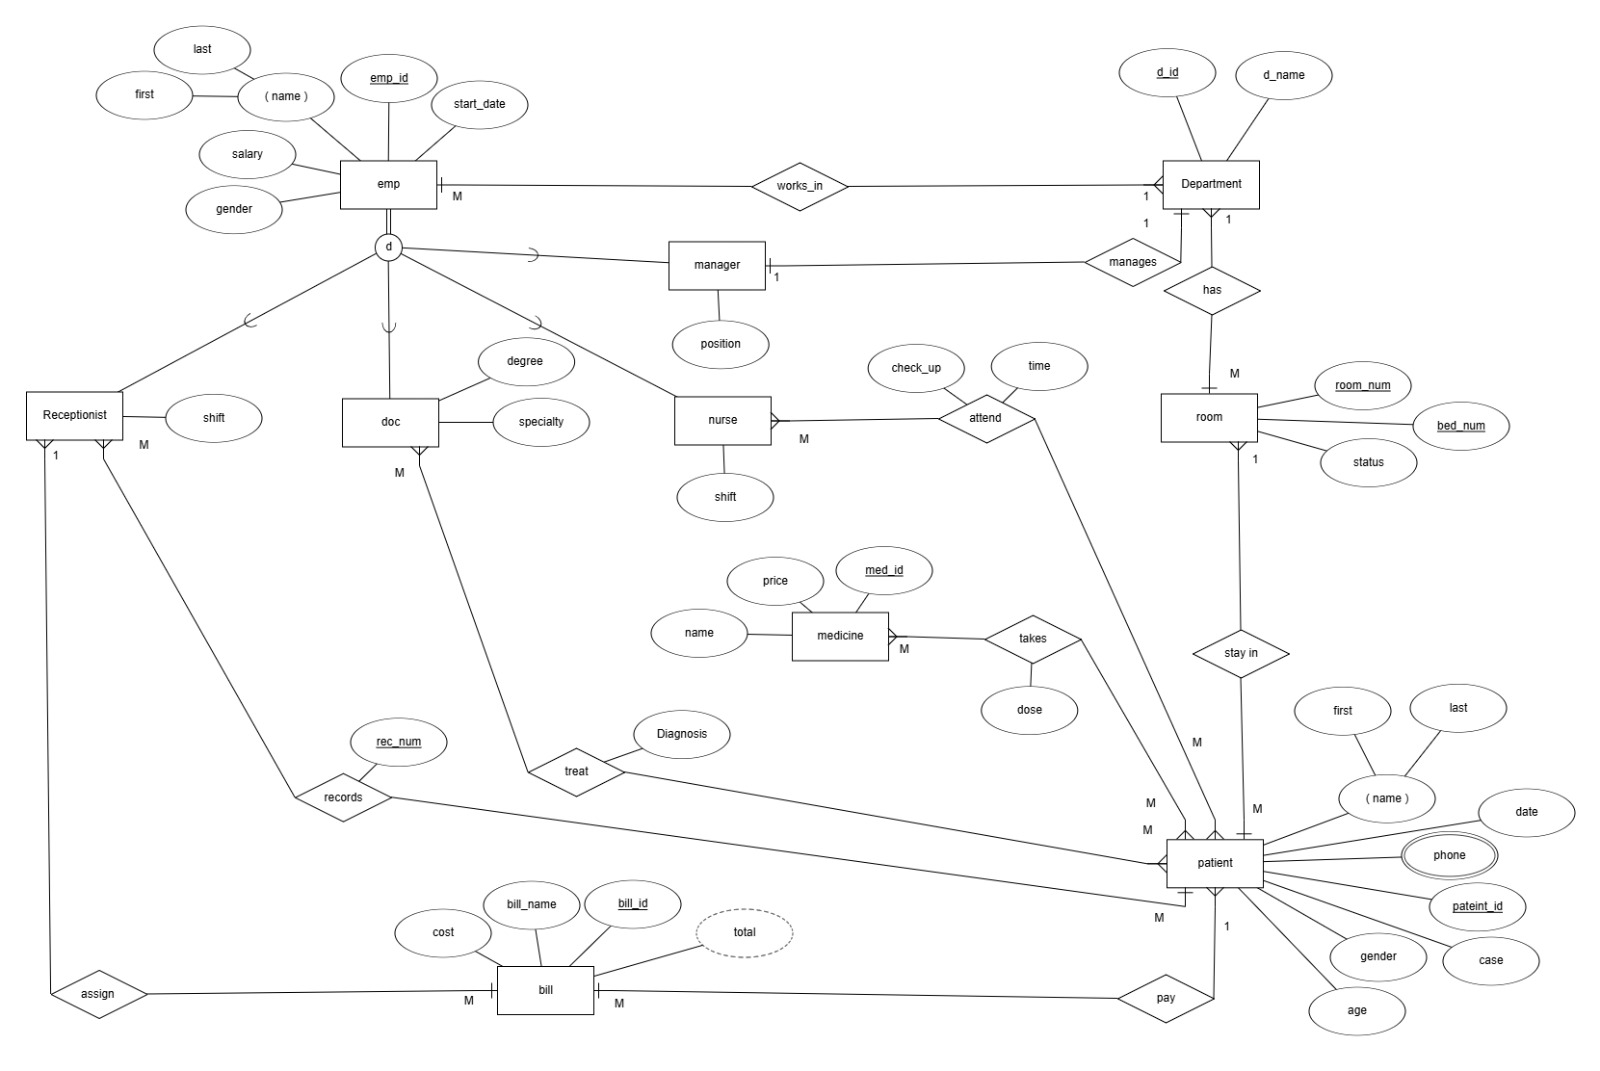 last
emp_id
d_id
d_name
first
( name )
start_date
salary
emp
works_in
Department
M
1
gender
1
1
d
manager
manages
1
has
position
degree
check_up
time
M
room_num
Receptionist
shift
doc
specialty
nurse
attend
room
bed_num
M
M
1
M
1
status
shift
price
med_id
name
medicine
takes
M
stay in
dose
first
last
rec_num
Diagnosis
M
treat
records
M
M
( name )
date
M
patient
phone
cost
bill_name
bill_id
total
M
1
pateint_id
gender
case
assign
M
bill
M
pay
age